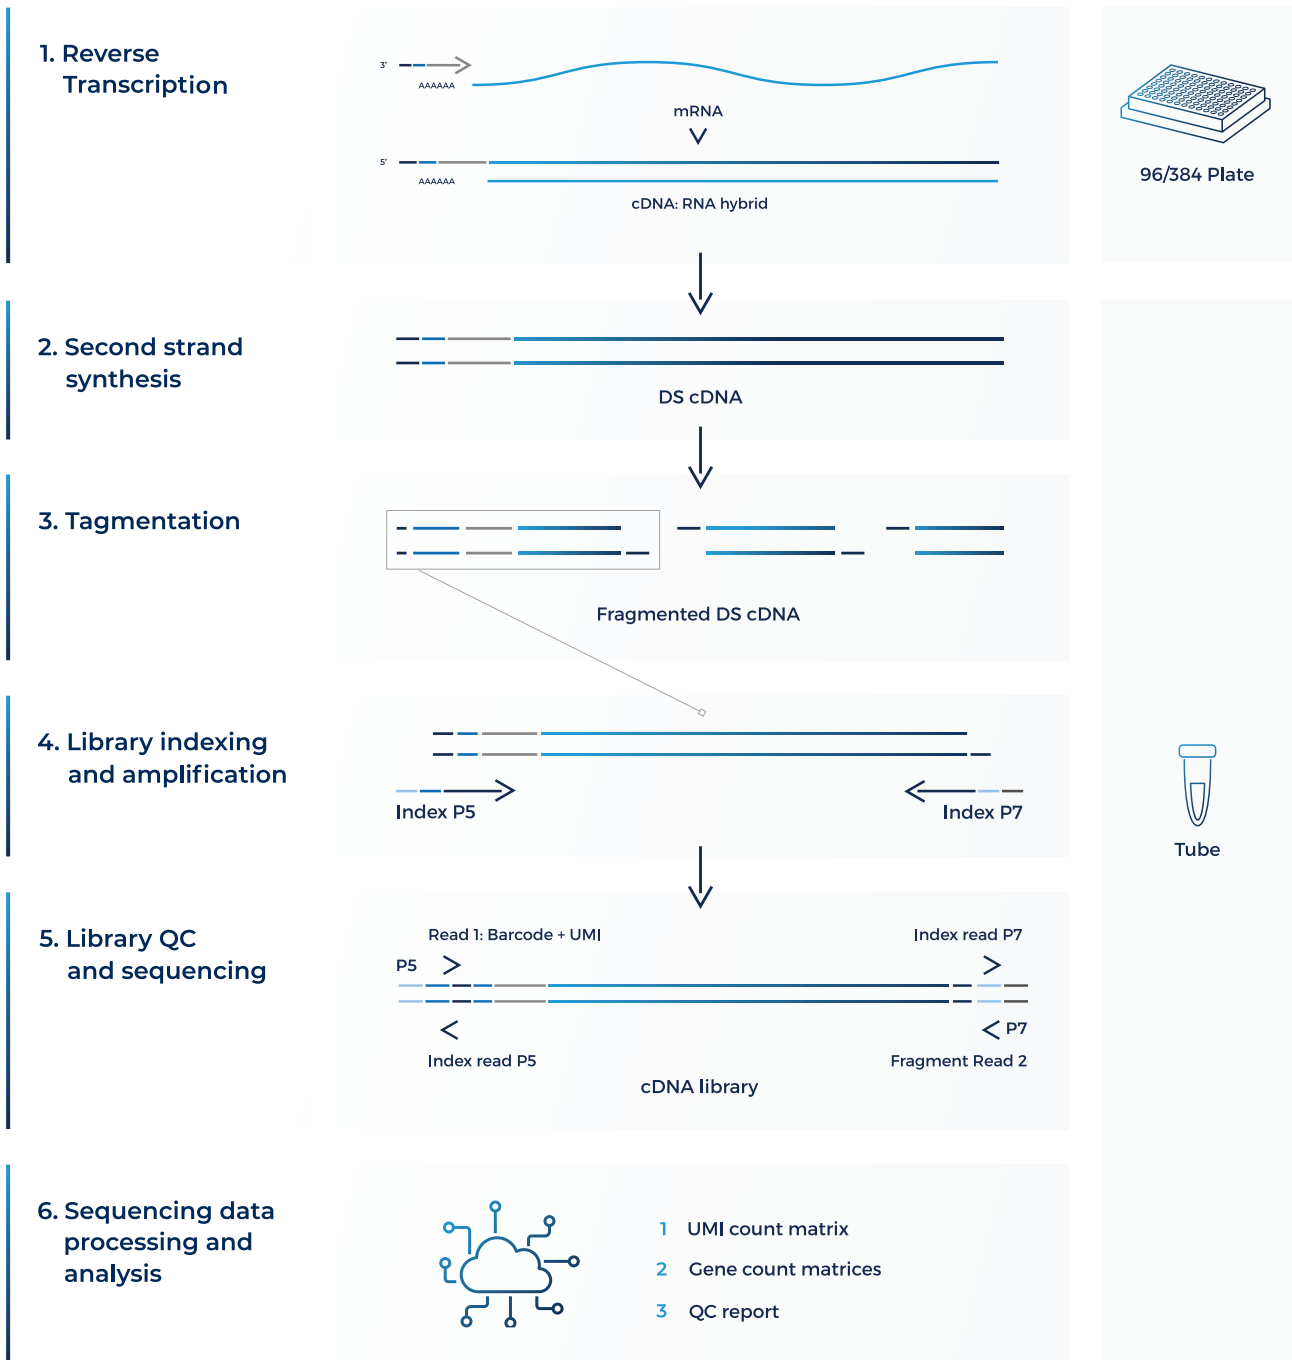 1. Reverse
Transcription
3'
AAAAAA
mRNA
5'
AAAAAA
cDNA: RNA hybrid
96/384 Plate
2. Second strand
synthesis
DS cDNA
3. Tagmentation
Fragmented DS cDNA
4. Library indexing
and amplification
Index P5
Index P7
Tube
5. Library QC
and sequencing
Read 1: Barcode + UMI
Index read P7
P5
P7
Index read P5
Fragment Read 2
cDNA library
6. Sequencing data
processing and
analysis
1 UMI count matrix
2 Gene count matrices
3 QC report